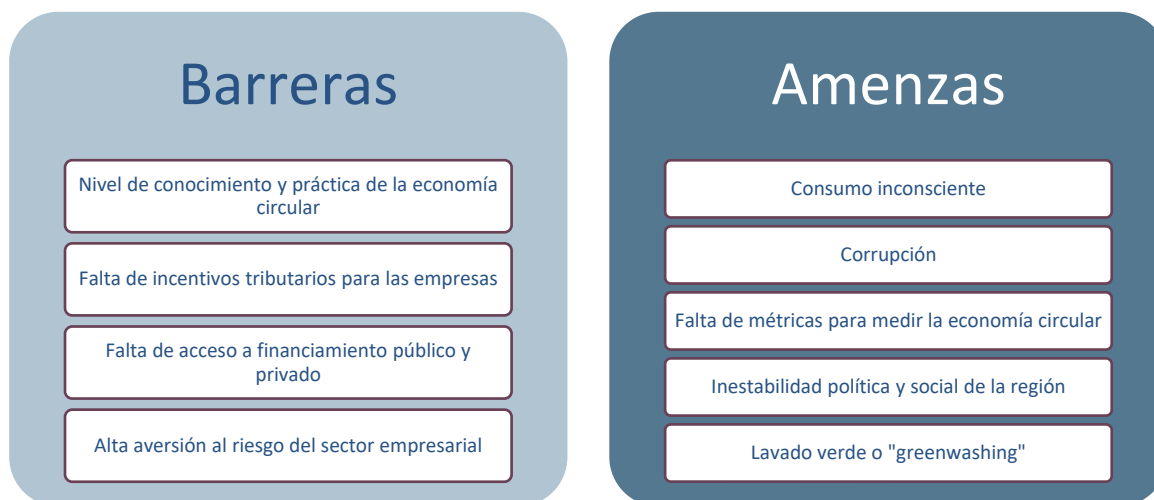 Barreras
Nivel de conocimiento y práctica de la economía
circular
Falta de incentivos tributarios para las empresas
Falta de acceso a financiamiento público y
privado
Alta aversión al riesgo del sector empresarial
Amenzas
Consumo inconsciente
Corrupción
Falta de métricas para medir la economía circular
Inestabilidad política y social de la región
Lavado verde o "greenwashing"